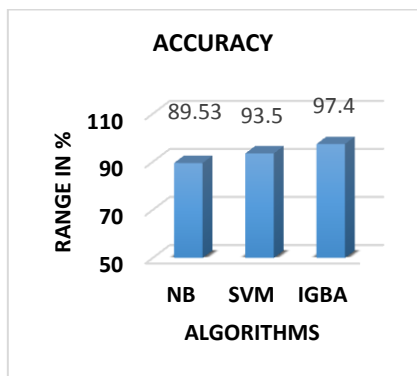 ACCURACY
89.53 93.5 97.4
110
90
70
50
RANGE IN %
NB SVM IGBA
ALGORITHMS